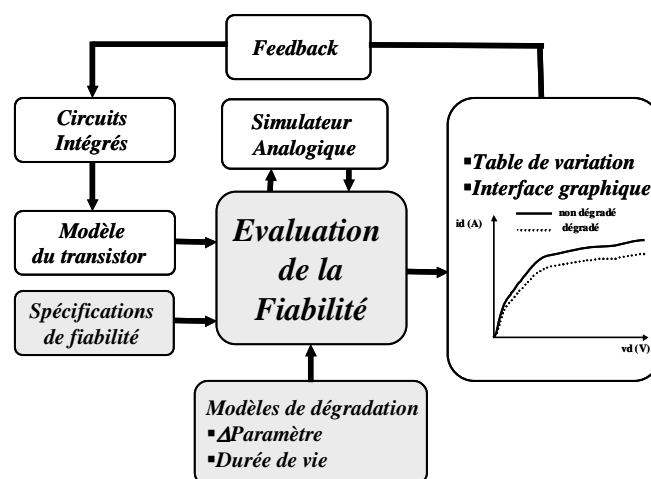 Feedback
Circuits
Intégrés
Simulateur
Analogique
▪Table de variation
▪Interface graphique
id (A)
non dégradé
dégradé
vd (V)
Modèle
du transistor
Evaluation
de la
Fiabilité
Spécifications
de fiabilité
Modèles de dégradation
▪ΔParamètre
▪Durée de vie